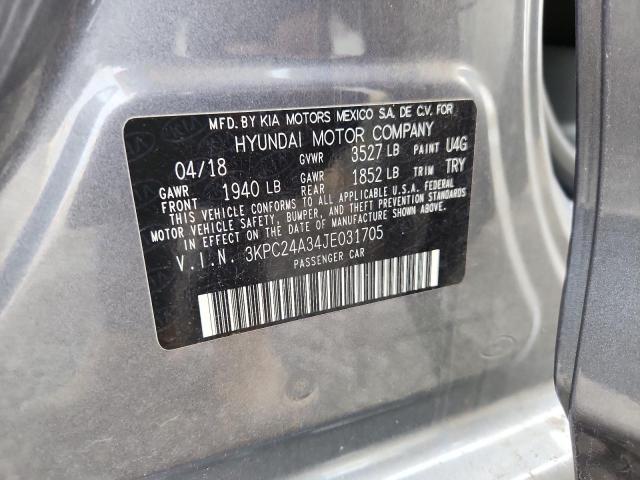 MFD. BY KIA MOTORS MEXICO S.A. DE C.V. FOR
HYUNDAI MOTOR COMPANY
04/18 GVWR 3527 LB PAINT U4G
GAWR FRONT 1940 LB GAWR REAR 1852 LB TRIM TRY
THIS VEHICLE CONFORMS TO ALL APPLICABLE U.S.A. FEDERAL
MOTOR VEHICLE SAFETY, BUMPER, AND THEFT PREVENTION STANDARDS
IN EFFECT ON THE DATE OF MANUFACTURE SHOWN ABOVE.
V.I.N. 3KPC24A34JE031705
PASSENGER CAR